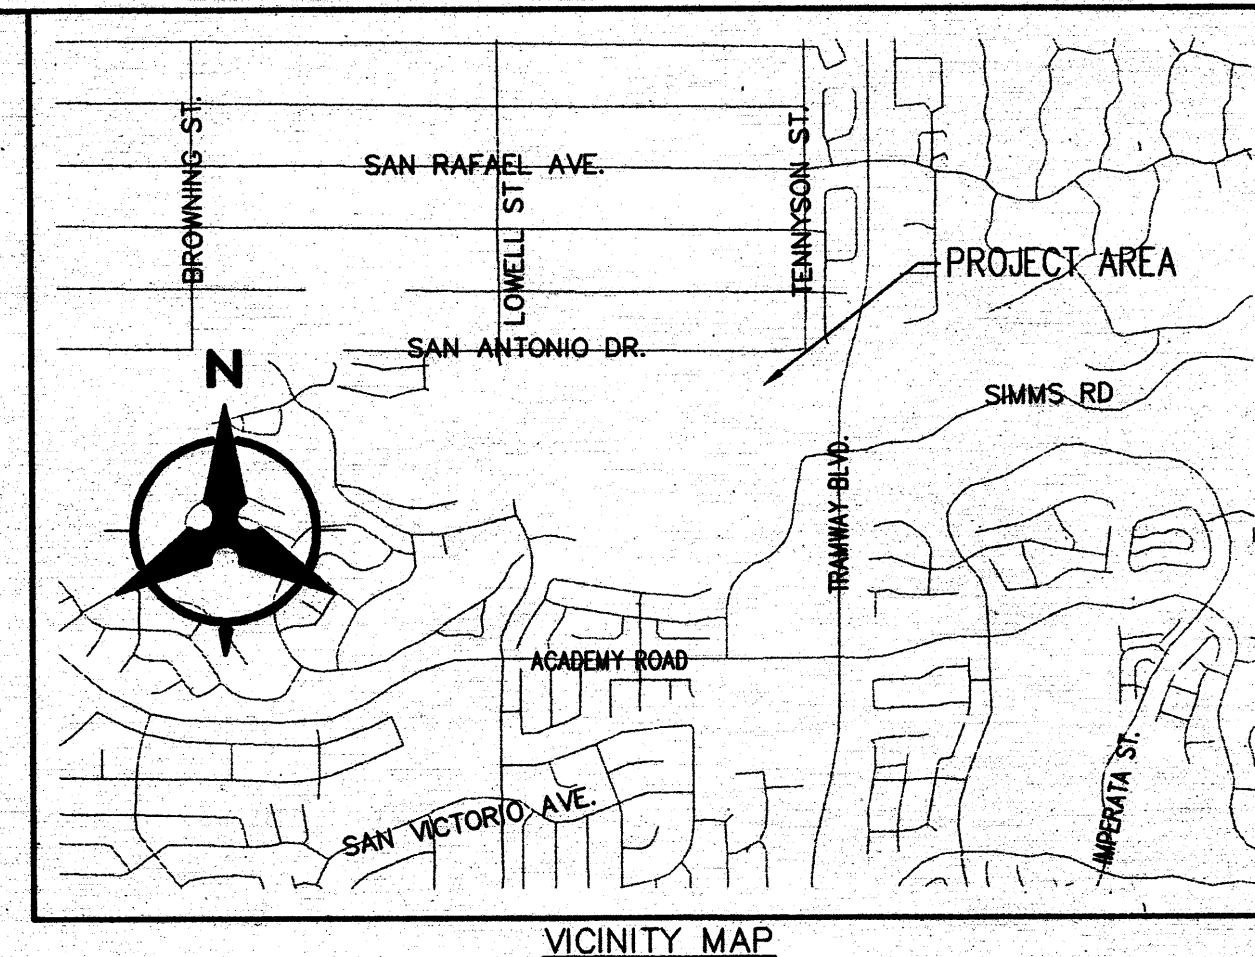 BROWNING ST.
SAN RAFAEL AVE.
LOWELL ST
TENNYSON ST.
PROJECT AREA
SAN ANTONIO DR.
N
SIMMS RD
TRAMWAY BLVD.
ACADEMY ROAD
SAN VICTORIO AVE.
IMPERATA ST.
VICINITY MAP